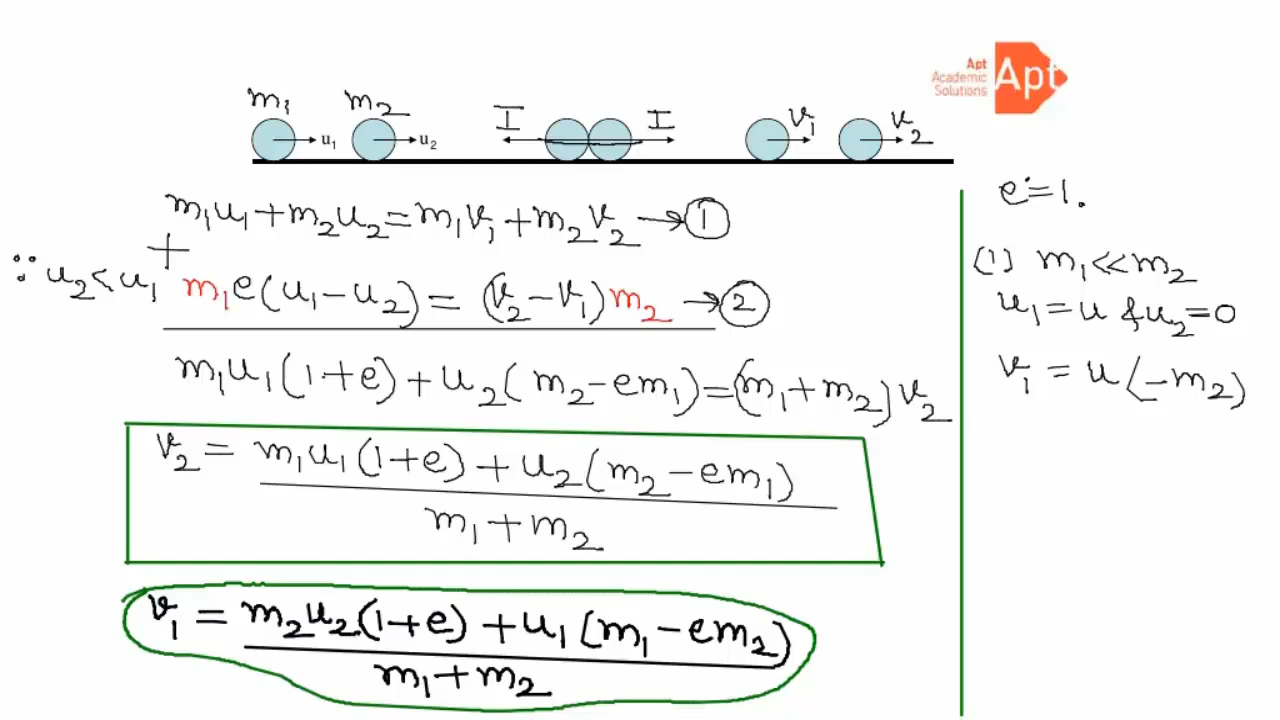 Apt
Academic
Solutions
Apt
m₁ m₂ I I v₁ v₂
u₁ u₂
m₁u₁+m₂u₂=m₁v₁+m₂v₂ → ①
+
∵ u₂<u₁ m₁e(u₁-u₂) = (v₂-v₁)m₂ → ②
m₁u₁(1+e)+u₂(m₂-em₁)=(m₁+m₂)v₂
v₂ = m₁u₁(1+e)+u₂(m₂-em₁)
m₁+m₂
v₁ = m₂u₂(1+e)+u₁(m₁-em₂)
m₁+m₂
e=1.
(1) m₁<<m₂
u₁=u & u₂=0
v₁ = u(-m₂)